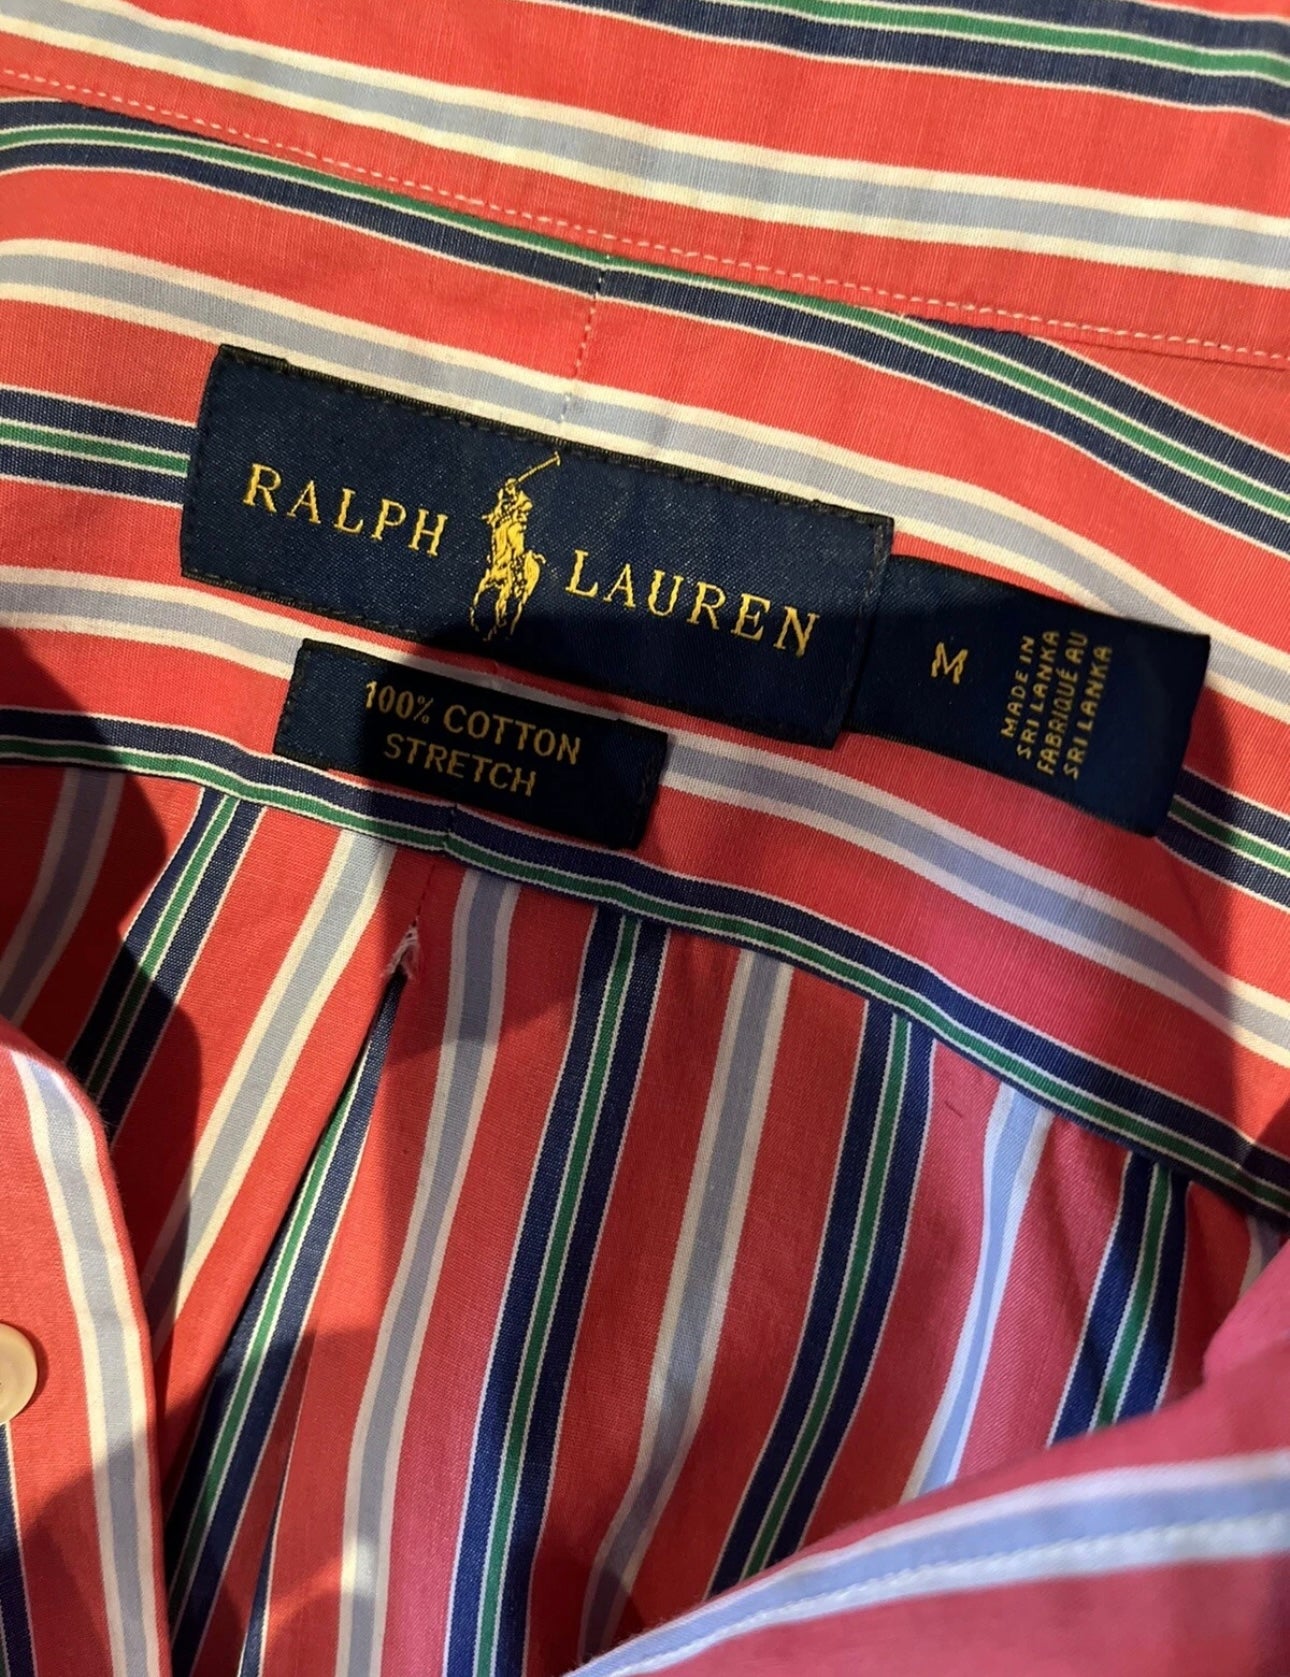 RALPH LAUREN
M
MADE IN
SRI LANKA
FABRIQUÉ AU
SRI LANKA
100% COTTON
STRETCH